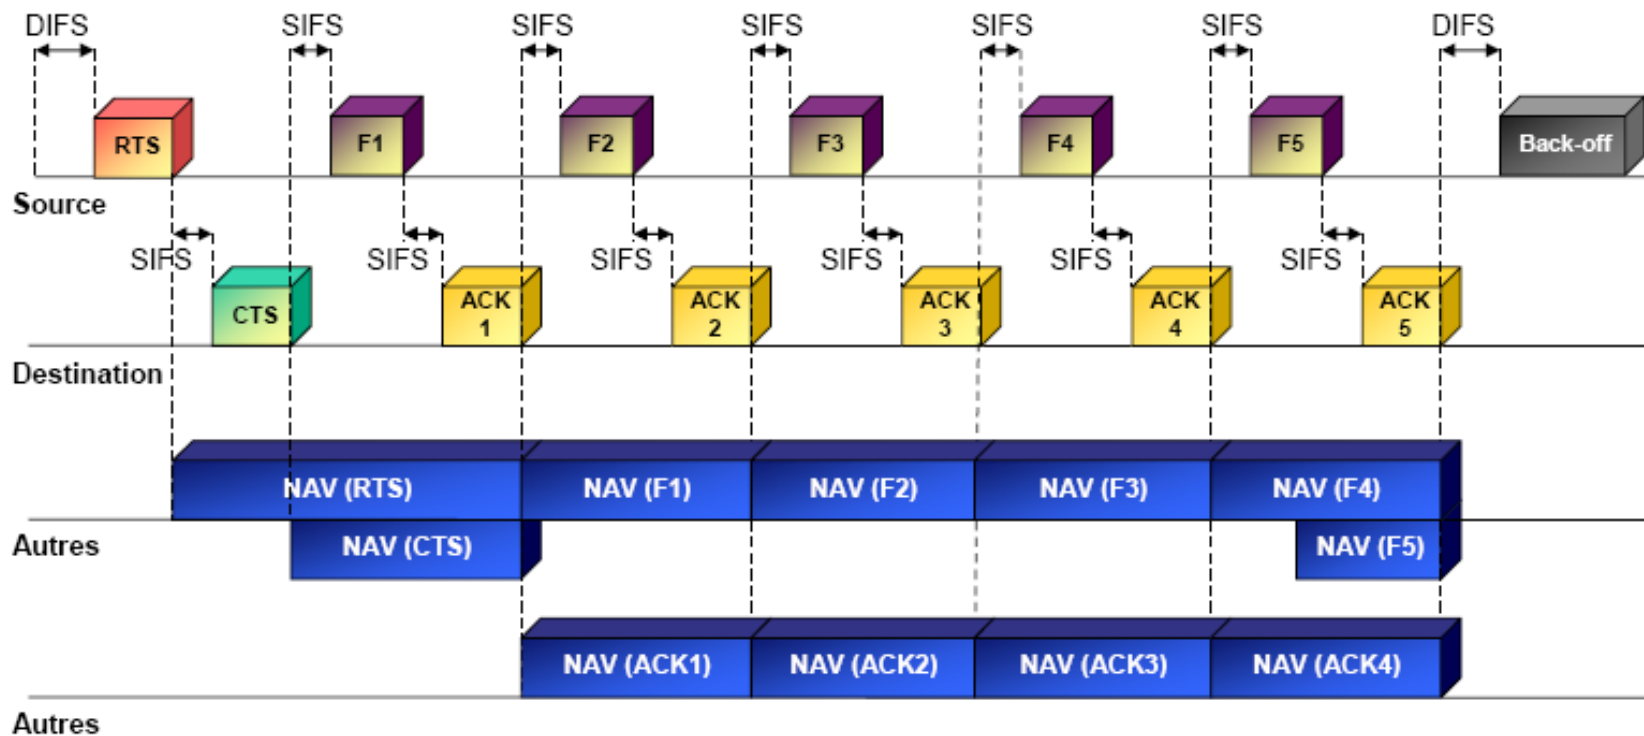 DIFS SIFS SIFS SIFS SIFS SIFS DIFS
RTS F1 F2 F3 F4 F5 Back-off
Source
SIFS SIFS SIFS SIFS SIFS SIFS
CTS ACK 1 ACK 2 ACK 3 ACK 4 ACK 5
Destination
NAV (RTS) NAV (F1) NAV (F2) NAV (F3) NAV (F4)
Autres NAV (CTS) NAV (F5)
NAV (ACK1) NAV (ACK2) NAV (ACK3) NAV (ACK4)
Autres